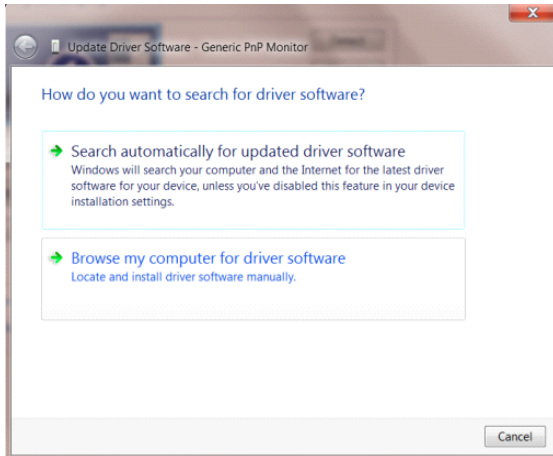 Update Driver Software - Generic PnP Monitor
How do you want to search for driver software?
Search automatically for updated driver software
Windows will search your computer and the Internet for the latest driver
software for your device, unless you've disabled this feature in your device
installation settings.
Browse my computer for driver software
Locate and install driver software manually.
Cancel